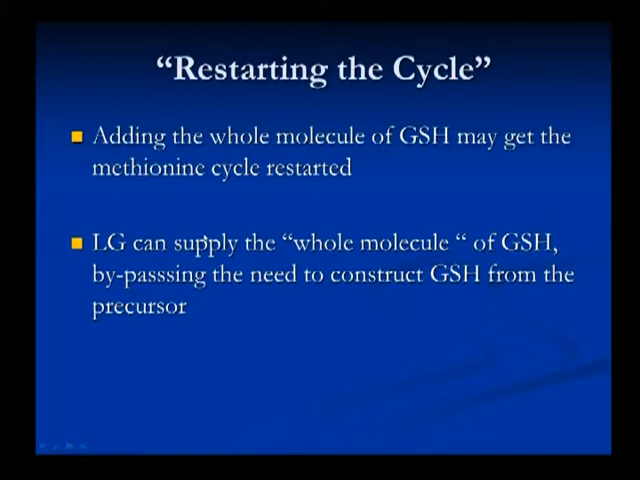 “Restarting the Cycle”
Adding the whole molecule of GSH may get the
methionine cycle restarted
LG can supply the “whole molecule “ of GSH,
by-passsing the need to construct GSH from the
precursor